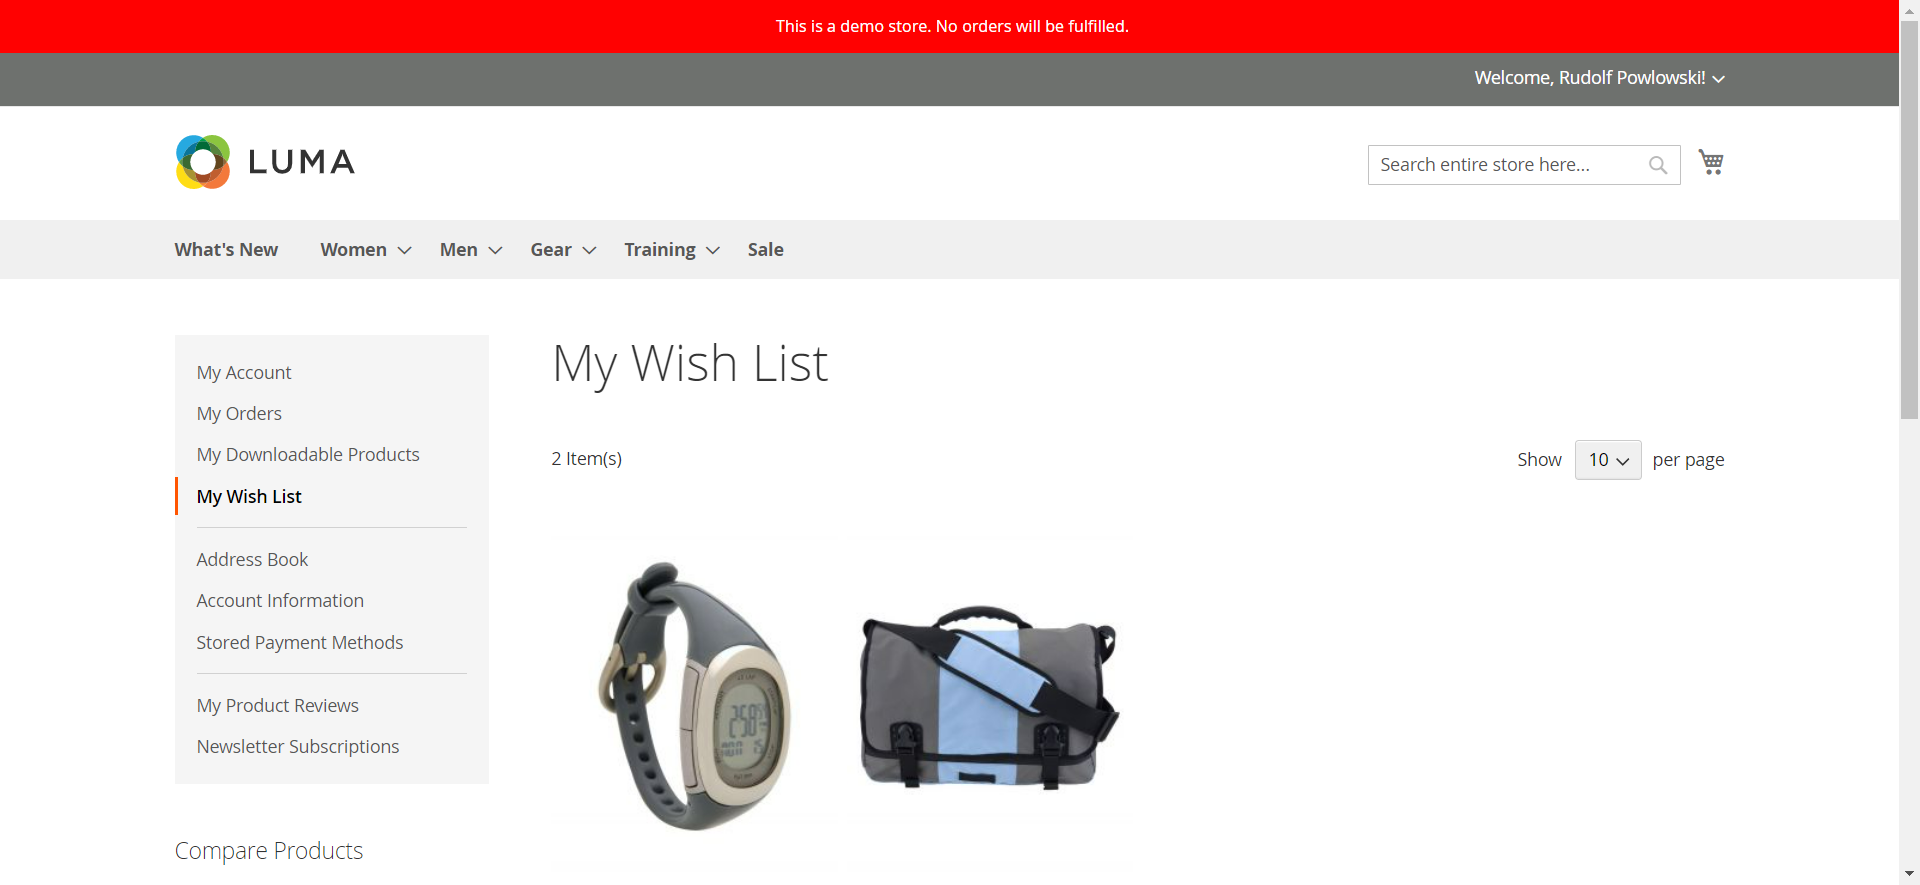 This is a demo store. No orders will be fulfilled.
Welcome, Rudolf Powlowski!
LUMA
Search entire store here...
What's New Women Men Gear Training Sale
My Account
My Orders
My Downloadable Products
My Wish List
Address Book
Account Information
Stored Payment Methods
My Product Reviews
Newsletter Subscriptions
Compare Products
My Wish List
2 Item(s)
Show 10 per page